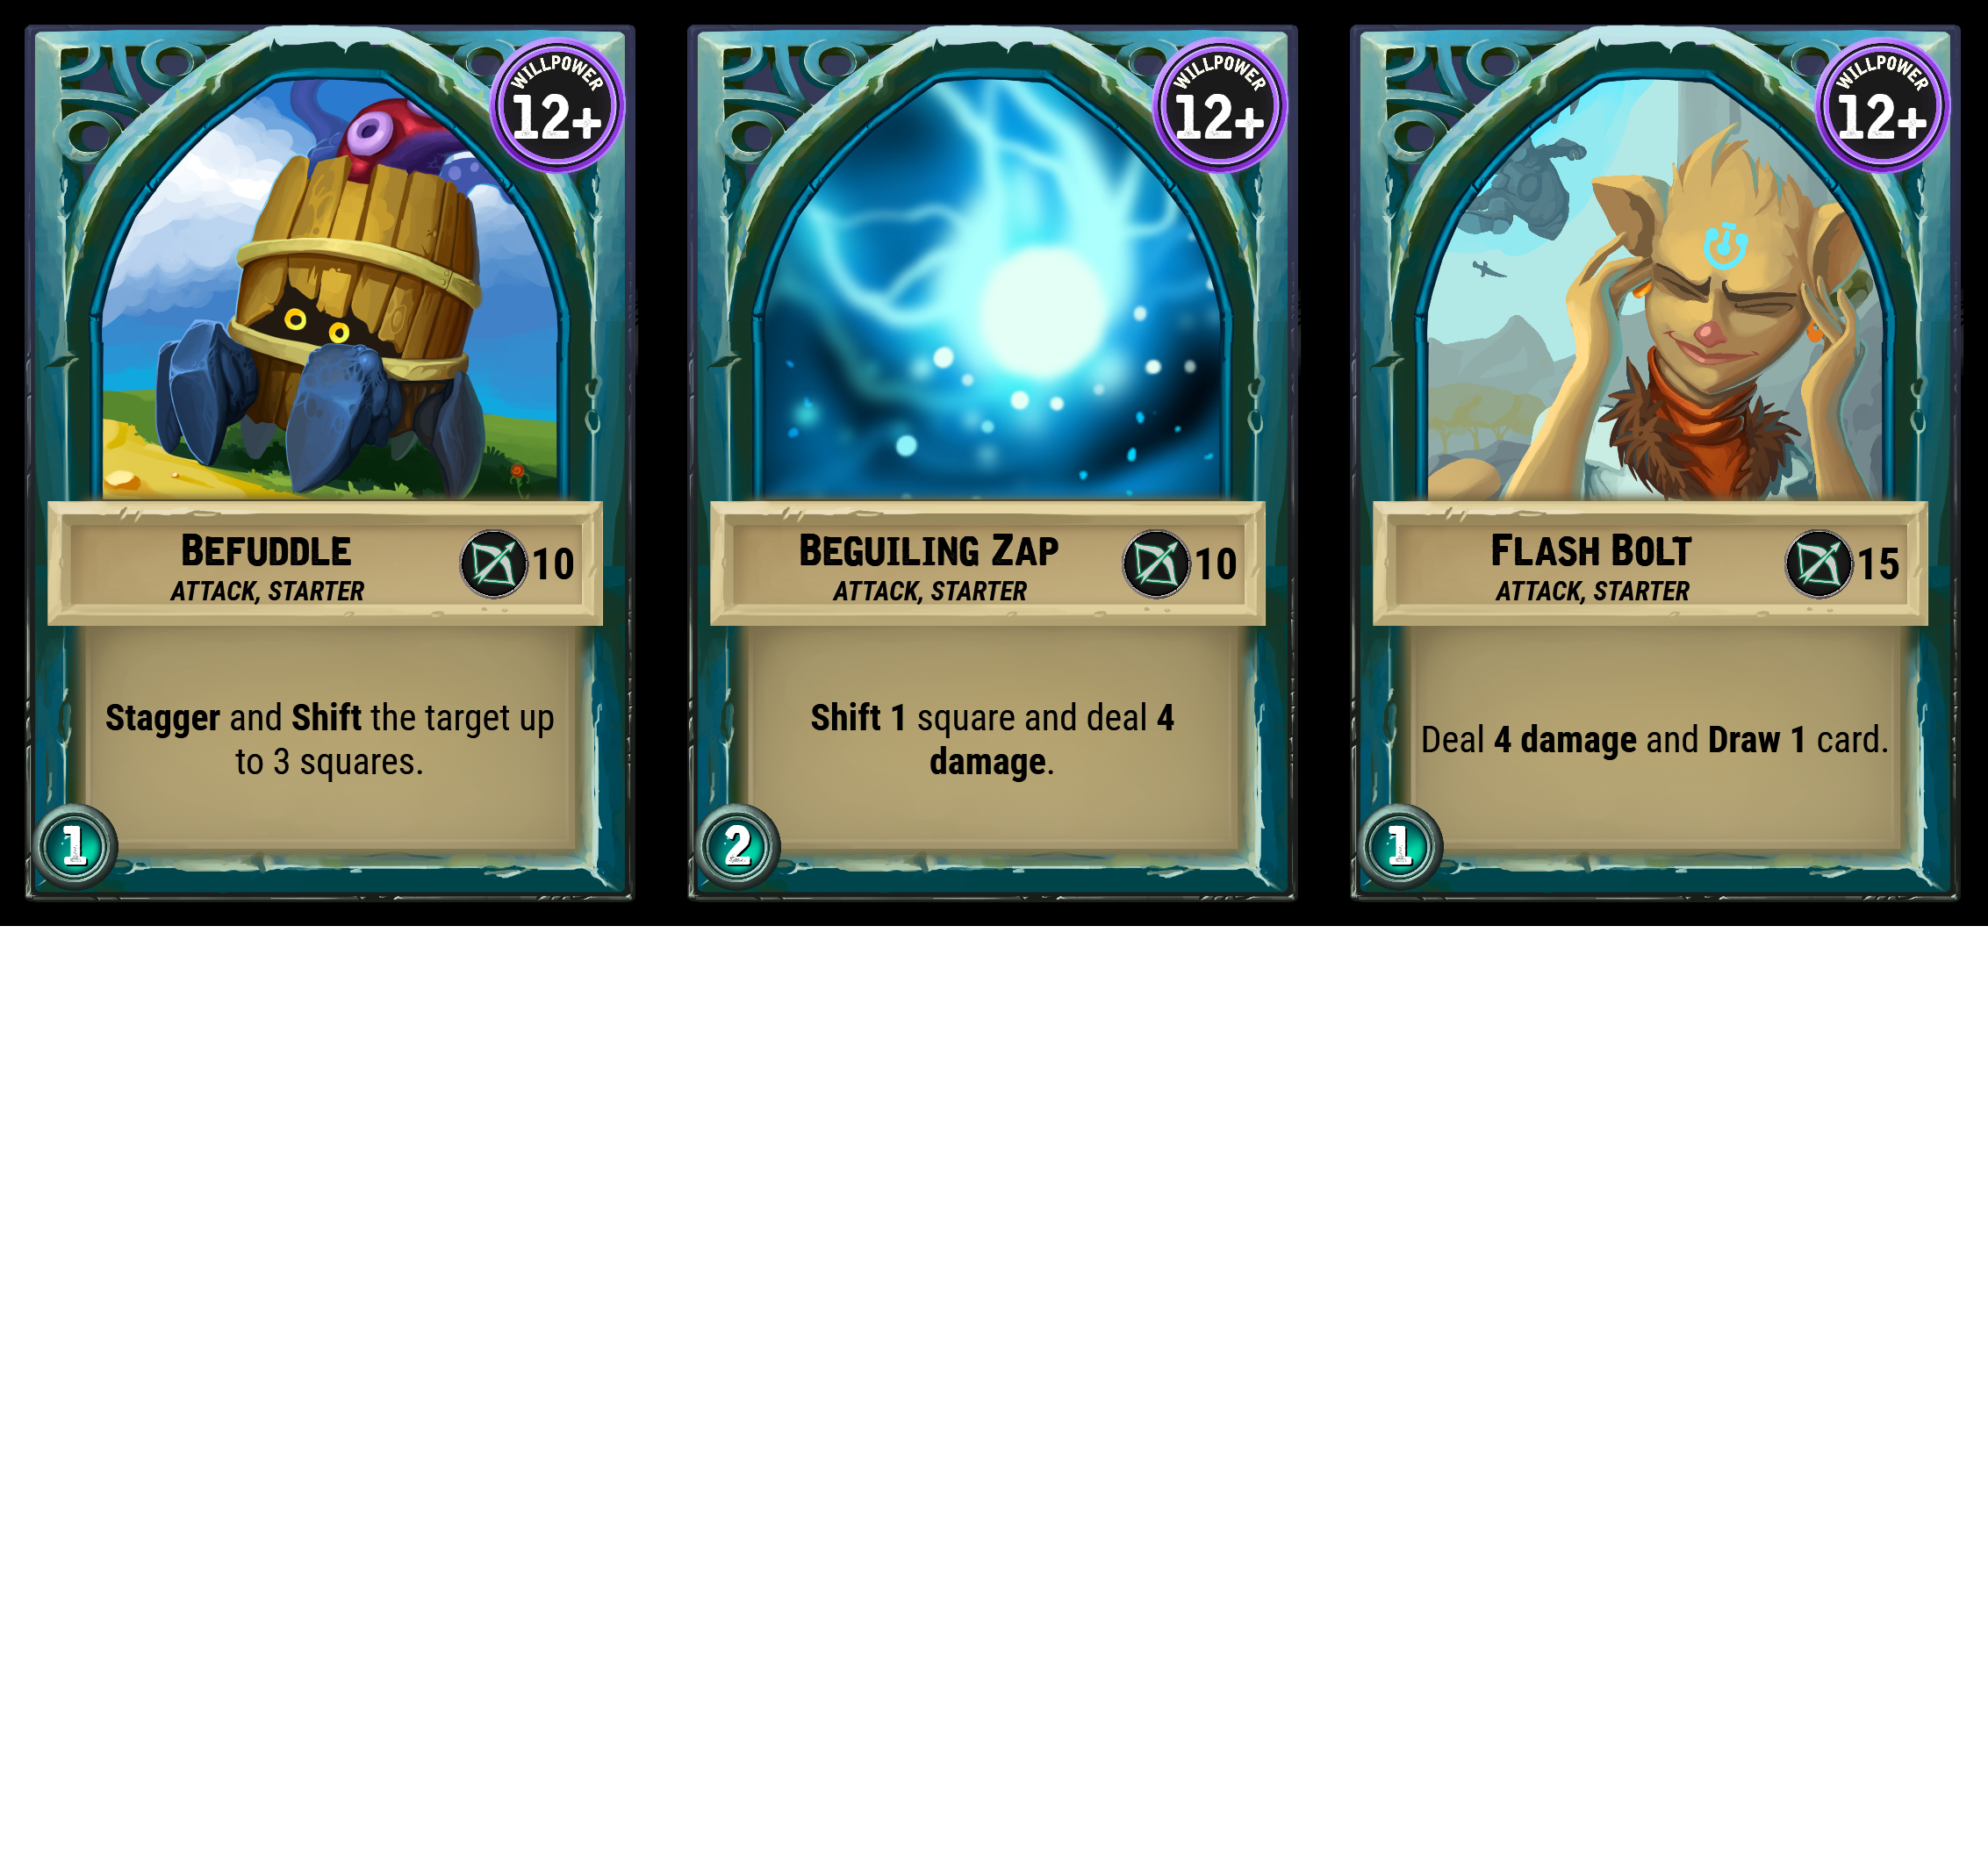 WILLPOWER
12+
BEFUDDLE
ATTACK, STARTER
10
Stagger and Shift the target up
to 3 squares.
1
WILLPOWER
12+
BEGUILING ZAP
ATTACK, STARTER
10
Shift 1 square and deal 4
damage.
2
WILLPOWER
12+
FLASH BOLT
ATTACK, STARTER
15
Deal 4 damage and Draw 1 card.
1